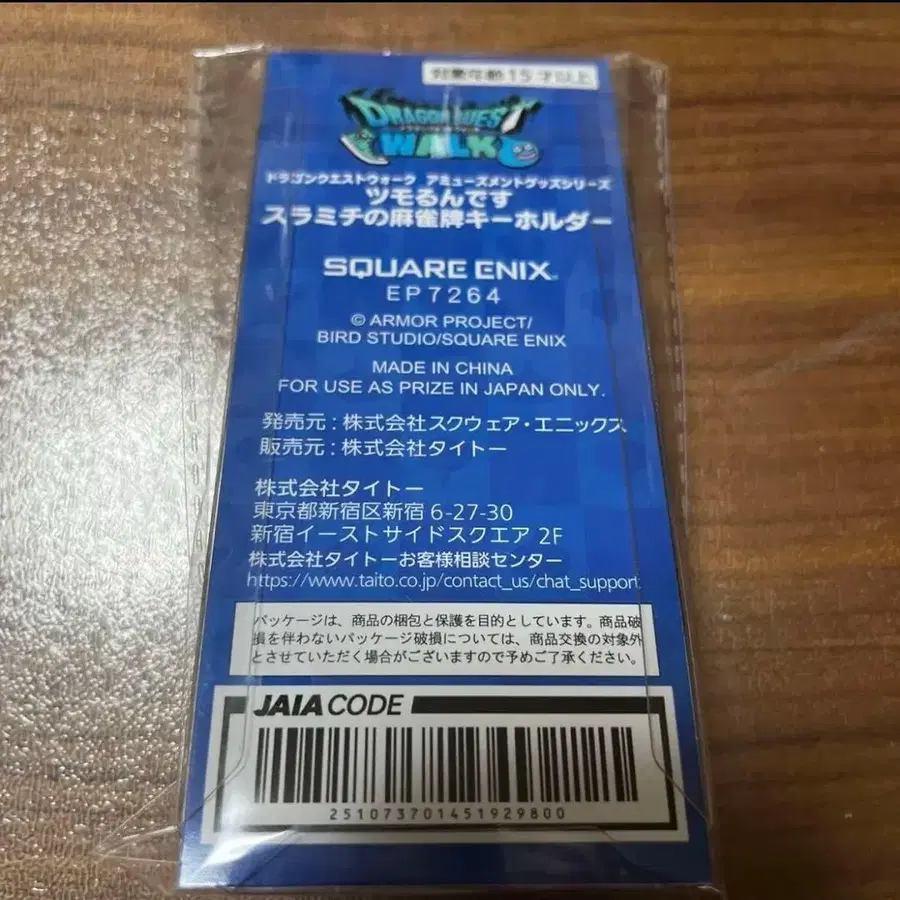 対象年齢 15才以上
DRAGON QUEST
WALK
ドラゴンクエストウォーク アミューズメントグッズシリーズ
ツモるんです
スラミチの麻雀牌キーホルダー
SQUARE ENIX
EP7264
© ARMOR PROJECT/
BIRD STUDIO/SQUARE ENIX
MADE IN CHINA
FOR USE AS PRIZE IN JAPAN ONLY.
発売元：株式会社スクウェア・エニックス
販売元：株式会社タイトー
株式会社タイトー
東京都新宿区新宿 6-27-30
新宿イーストサイドスクエア 2F
株式会社タイトーお客様相談センター
https://www.taito.co.jp/contact_us/chat_support
パッケージは、商品の梱包と保護を目的としています。商品破
損を伴わないパッケージ破損については、商品交換の対象外
とさせていただく場合がございますので予めご了承ください。
JAIA CODE
251073701451929800